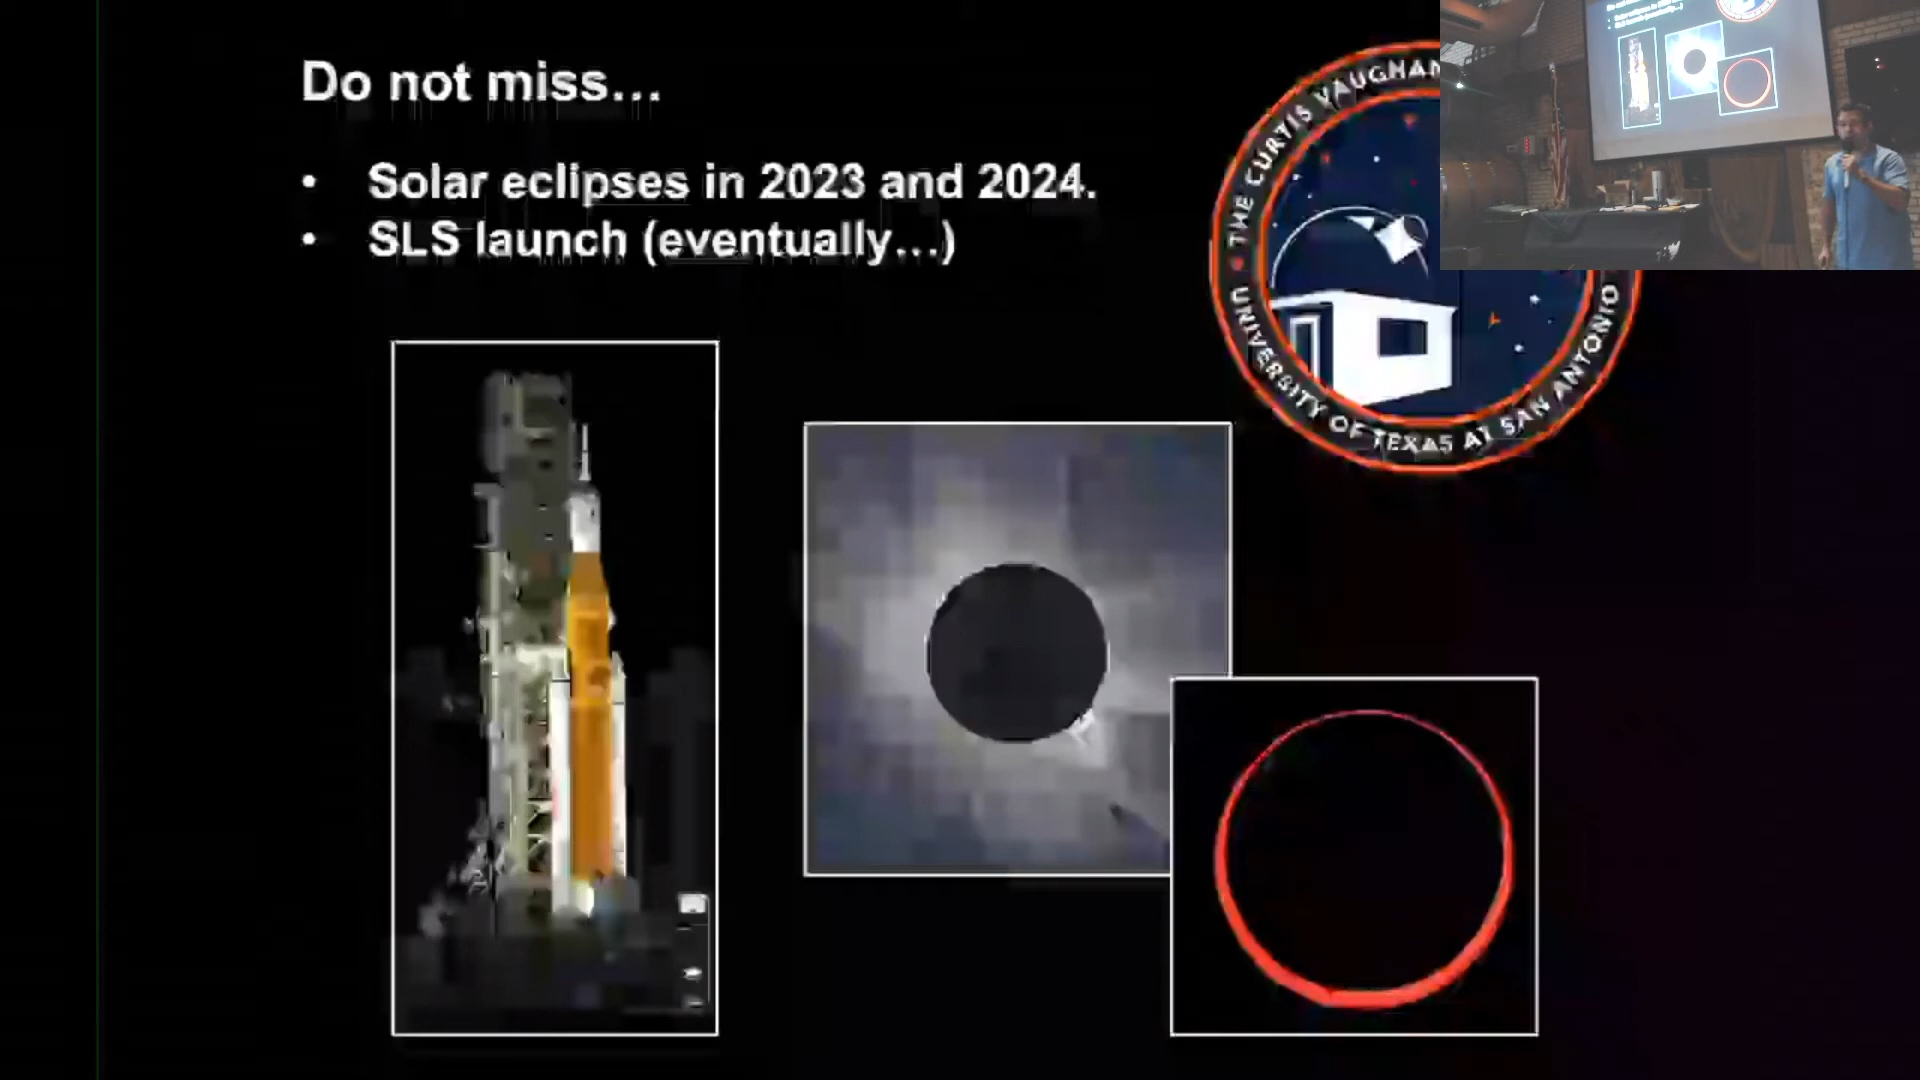 Do not miss…
• Solar eclipses in 2023 and 2024.
• SLS launch (eventually…)
THE CURTIS VAUGHAN
UNIVERSITY OF TEXAS AT SAN ANTONIO